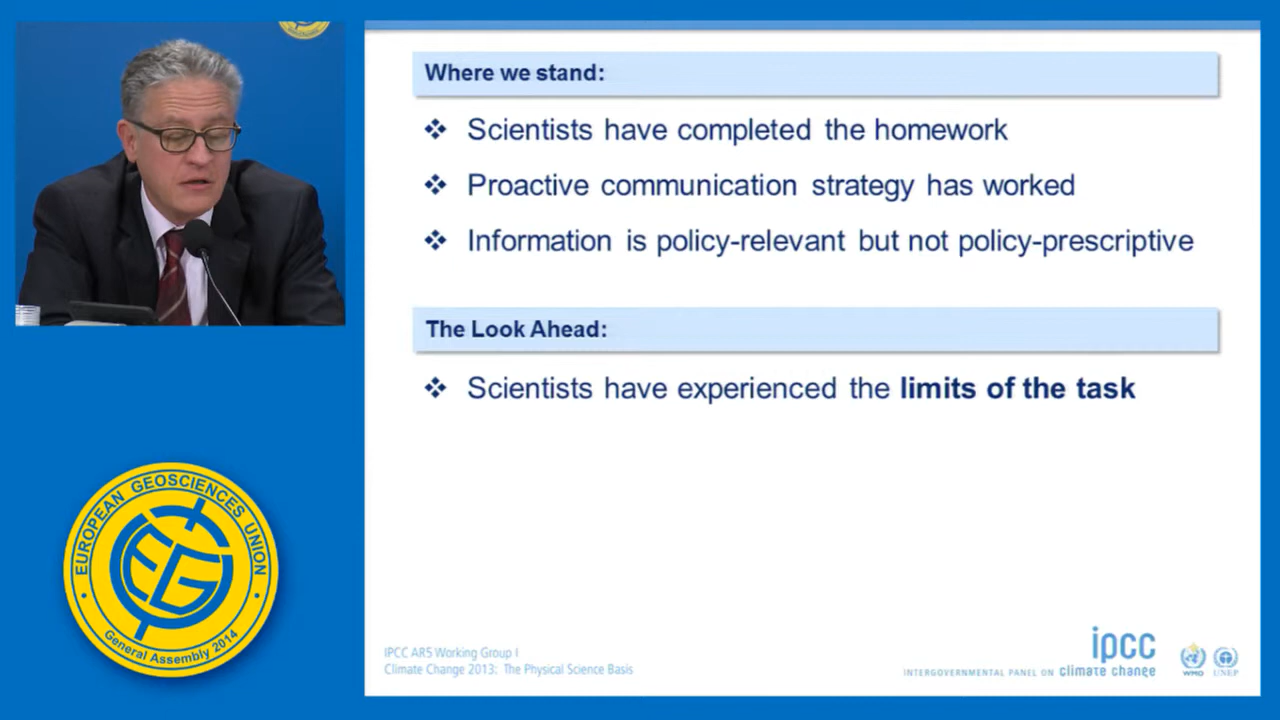 Where we stand:
Scientists have completed the homework
Proactive communication strategy has worked
Information is policy-relevant but not policy-prescriptive
The Look Ahead:
Scientists have experienced the limits of the task
EUROPEAN GEOSCIENCES UNION
EGU
General Assembly 2014
IPCC AR5 Working Group I
Climate Change 2013: The Physical Science Basis
ipcc
INTERGOVERNMENTAL PANEL ON climate change
WMO
UNEP